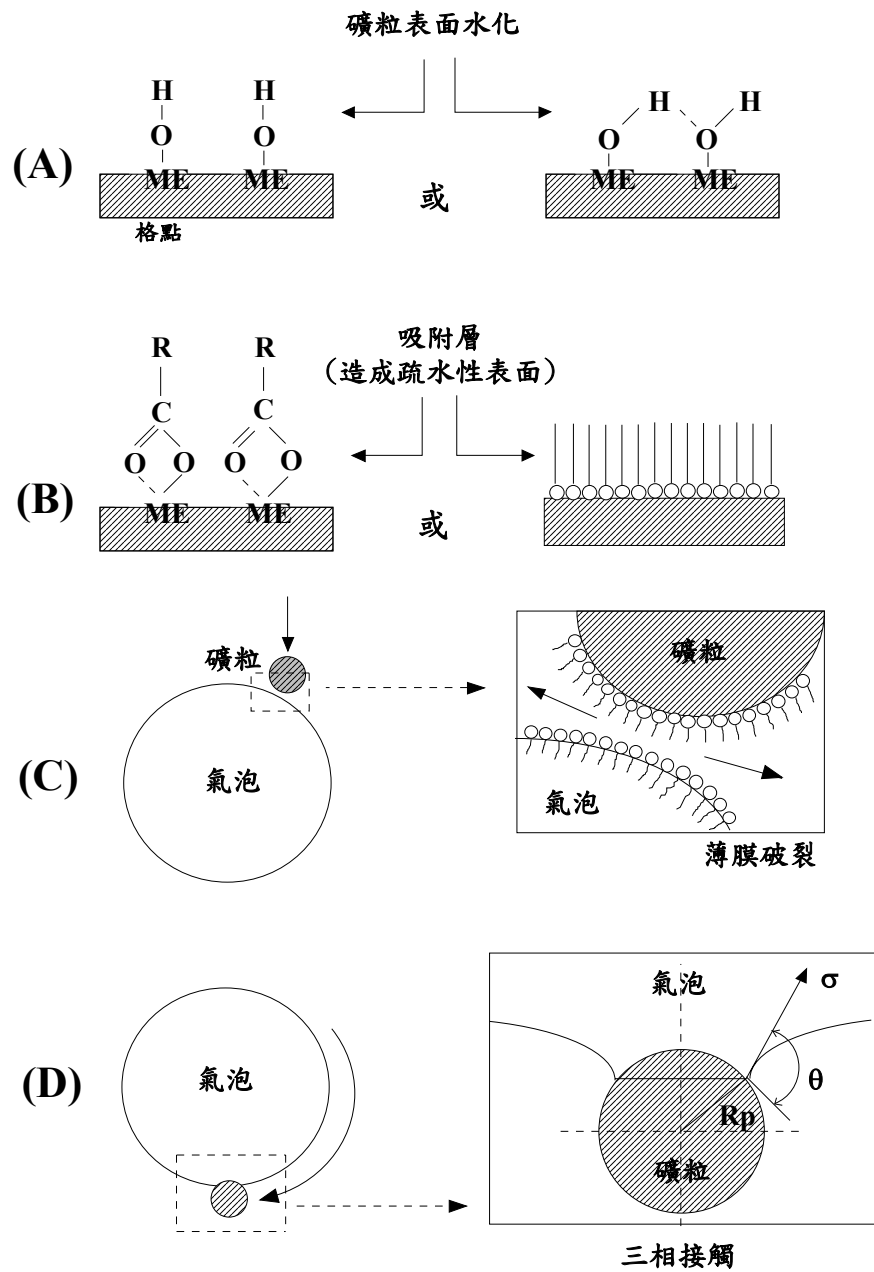 礦粒表面水化
H H
O O
ME ME
格點
(A)
或
H H
O O
ME ME
吸附層
(造成疏水性表面)
R R
C C
O O O O
ME ME
(B)
或
礦粒
氣泡
(C)
礦粒
氣泡
薄膜破裂
氣泡
(D)
氣泡
σ
θ
Rp
礦粒
三相接觸